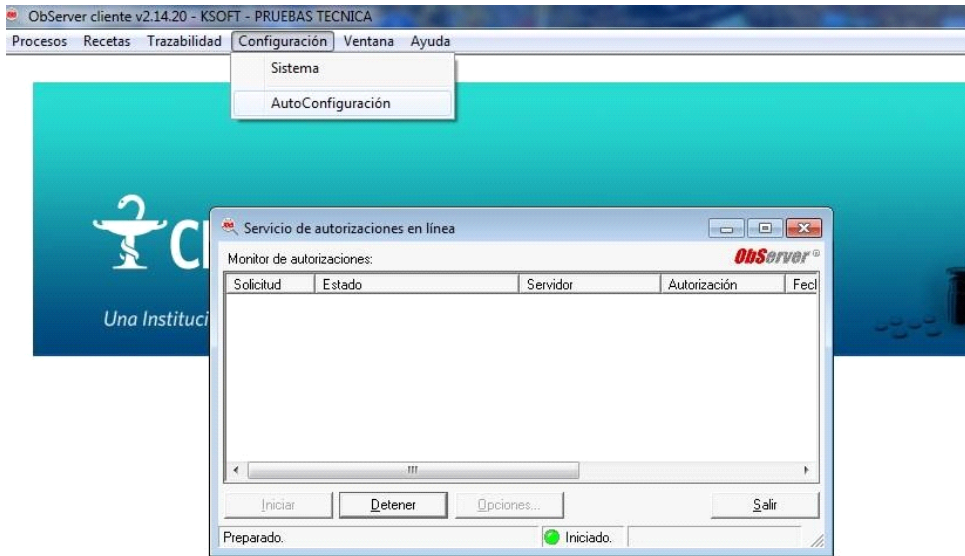 ObServer cliente v2.14.20 - KSOFT - PRUEBAS TECNICA
Procesos Recetas Trazabilidad Configuración Ventana Ayuda
Sistema
AutoConfiguración
Una Instituci
Servicio de autorizaciones en línea
Monitor de autorizaciones:
ObServer ®
Solicitud Estado Servidor Autorización Fecl
Iniciar Detener Opciones... Salir
Preparado. Iniciado.